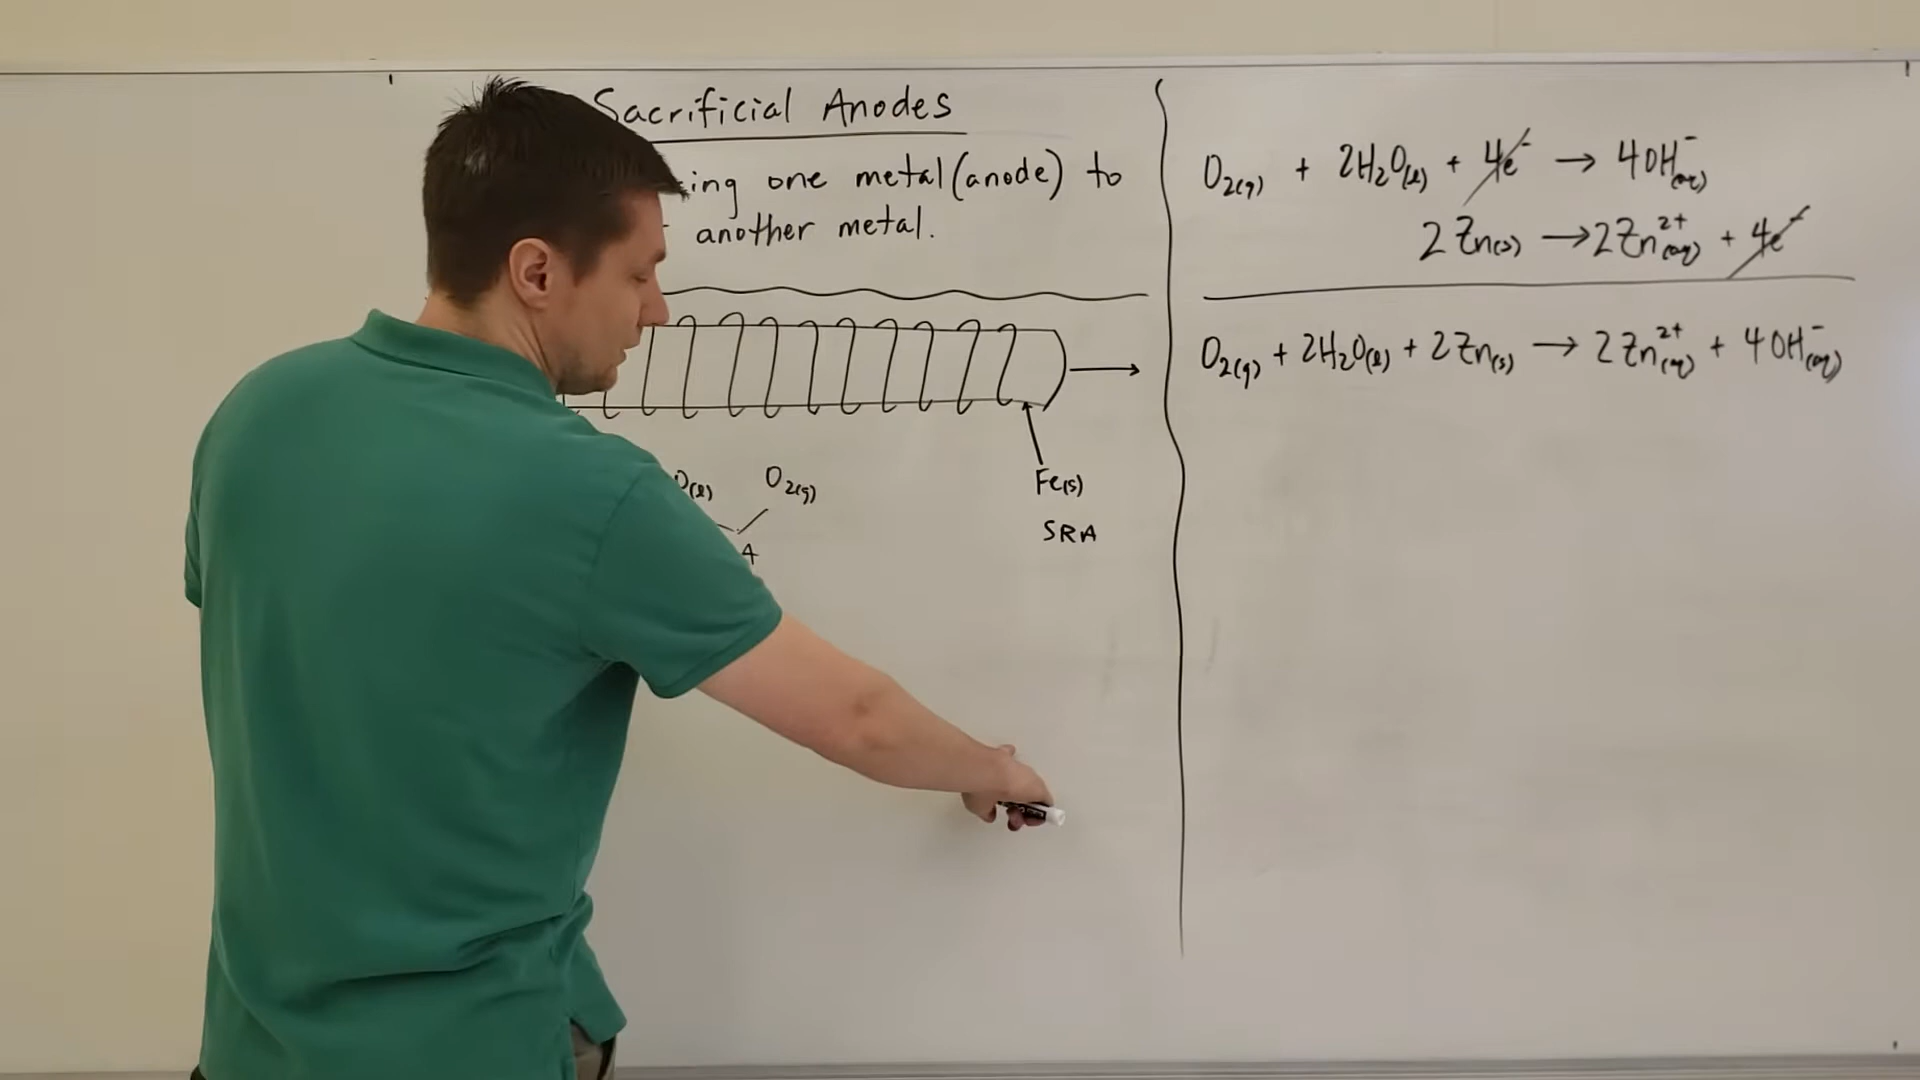 Sacrificial Anodes
one metal (anode) to
another metal.
O₂(g) + 2H₂O(l) + 4e⁻ → 4OH⁻(aq)
2Zn(s) → 2Zn²⁺(aq) + 4e⁻
O₂(g) + 2H₂O(l) + 2Zn(s) → 2Zn²⁺(aq) + 4OH⁻(aq)
O(l) O₂(g)
A
Fe(s)
SRA